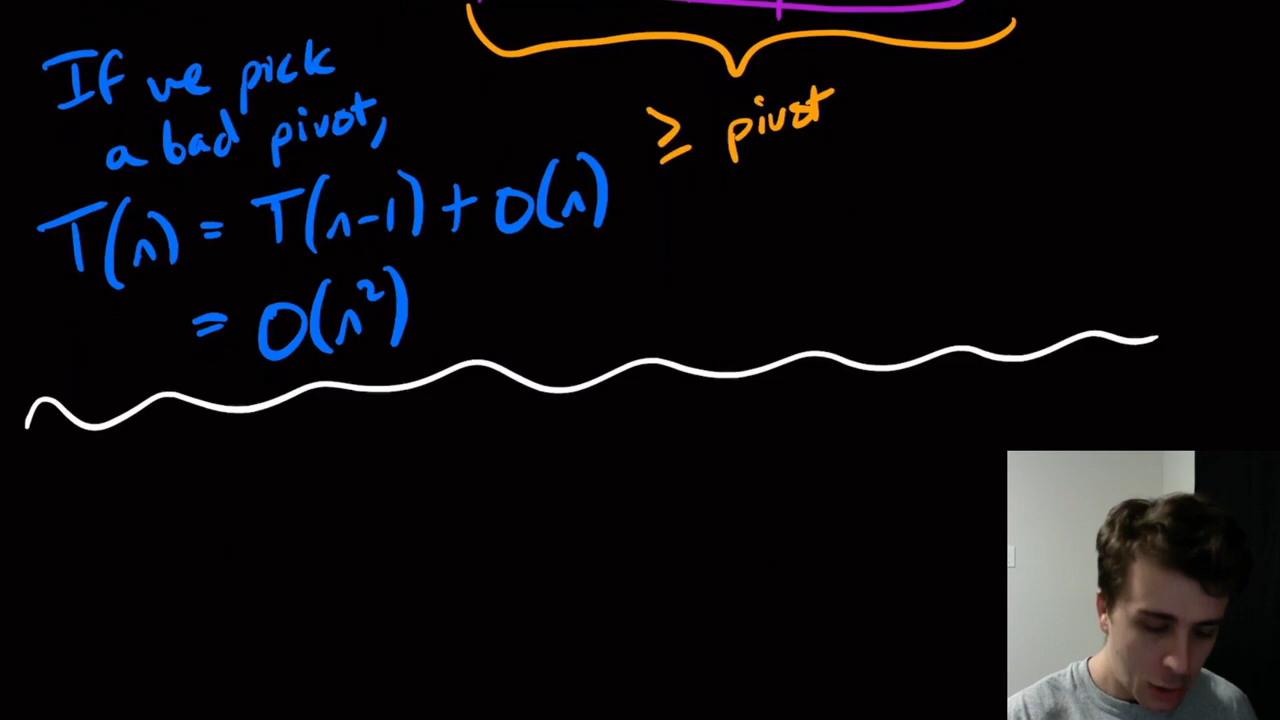 If we pick
a bad pivot,
T(n) = T(n-1) + O(n)
= O(n²)
≥ pivot